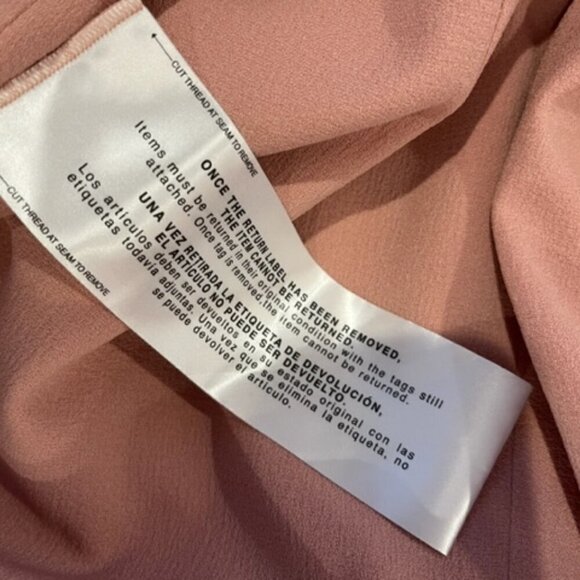 CUT THREAD AT SEAM TO REMOVE
ONCE THE RETURN LABEL HAS BEEN REMOVED,
THE ITEM CANNOT BE RETURNED.
Items must be returned in their original condition with the tags still
attached. Once tag is removed, the item cannot be returned.
UNA VEZ RETIRADA LA ETIQUETA DE DEVOLUCIÓN,
EL ARTICULO NO PUEDE SER DEVUELTO.
Los articulos deben ser devueltos en su estado original con las
etiquetas todavia adjuntas. Una vez que se elimina la etiqueta, no
se puede devolver el articulo.
CUT THREAD AT SEAM TO REMOVE